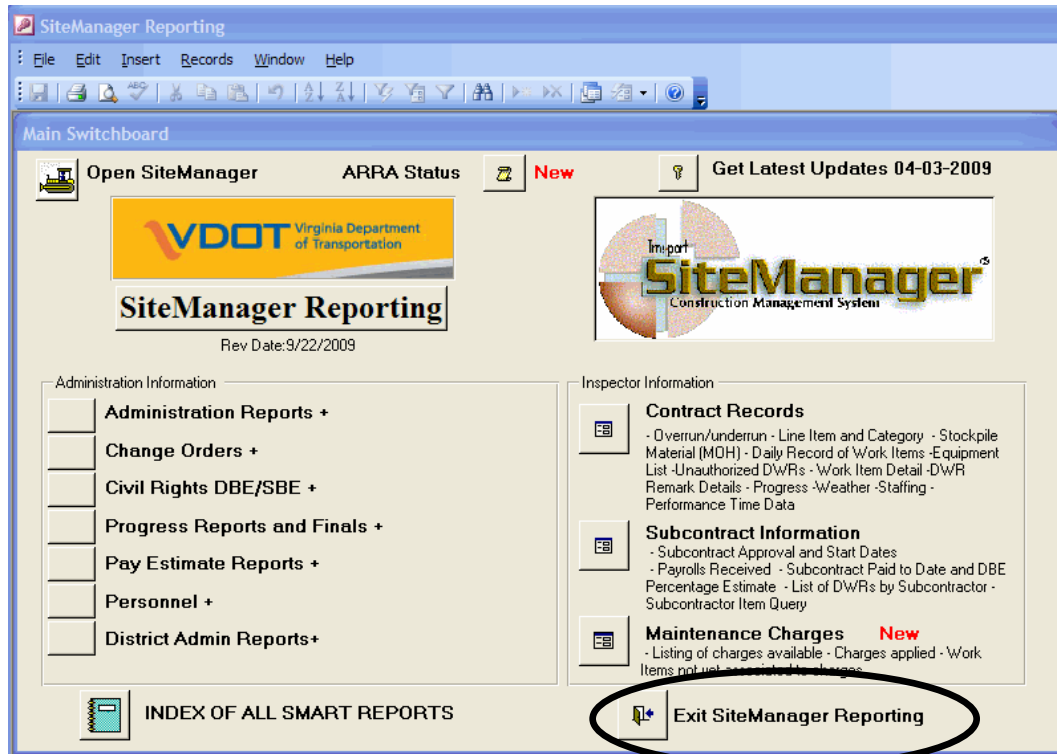 SiteManager Reporting
File Edit Insert Records Window Help
Main Switchboard
Open SiteManager ARRA Status New Get Latest Updates 04-03-2009
VDOT Virginia Department
of Transportation
SiteManager Reporting
Rev Date:9/22/2009
Trns·port
SiteManager®
Construction Management System
Administration Information
Administration Reports +
Change Orders +
Civil Rights DBE/SBE +
Progress Reports and Finals +
Pay Estimate Reports +
Personnel +
District Admin Reports+
INDEX OF ALL SMART REPORTS
Inspector Information
Contract Records
- Overrun/underrun - Line Item and Category - Stockpile
Material (MOH) - Daily Record of Work Items -Equipment
List -Unauthorized DWRs - Work Item Detail -DWR
Remark Details - Progress -Weather -Staffing -
Performance Time Data
Subcontract Information
- Subcontract Approval and Start Dates
- Payrolls Received - Subcontract Paid to Date and DBE
Percentage Estimate - List of DWRs by Subcontractor -
Subcontractor Item Query
Maintenance Charges New
- Listing of charges available - Charges applied - Work
Items not yet associated to charges
Exit SiteManager Reporting